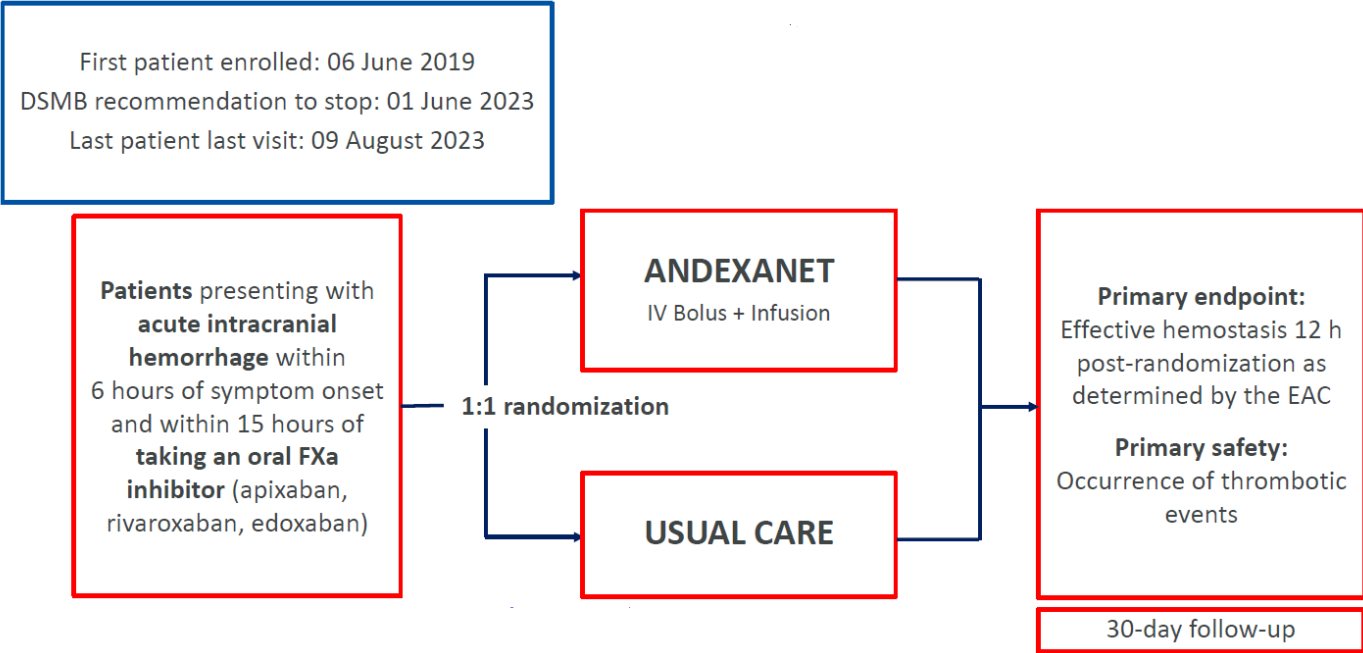 First patient enrolled: 06 June 2019
DSMB recommendation to stop: 01 June 2023
Last patient last visit: 09 August 2023
Patients presenting with
acute intracranial
hemorrhage within
6 hours of symptom onset
and within 15 hours of
taking an oral FXa
inhibitor (apixaban,
rivaroxaban, edoxaban)
1:1 randomization
ANDEXANET
IV Bolus + Infusion
USUAL CARE
Primary endpoint:
Effective hemostasis 12 h
post-randomization as
determined by the EAC
Primary safety:
Occurrence of thrombotic
events
30-day follow-up